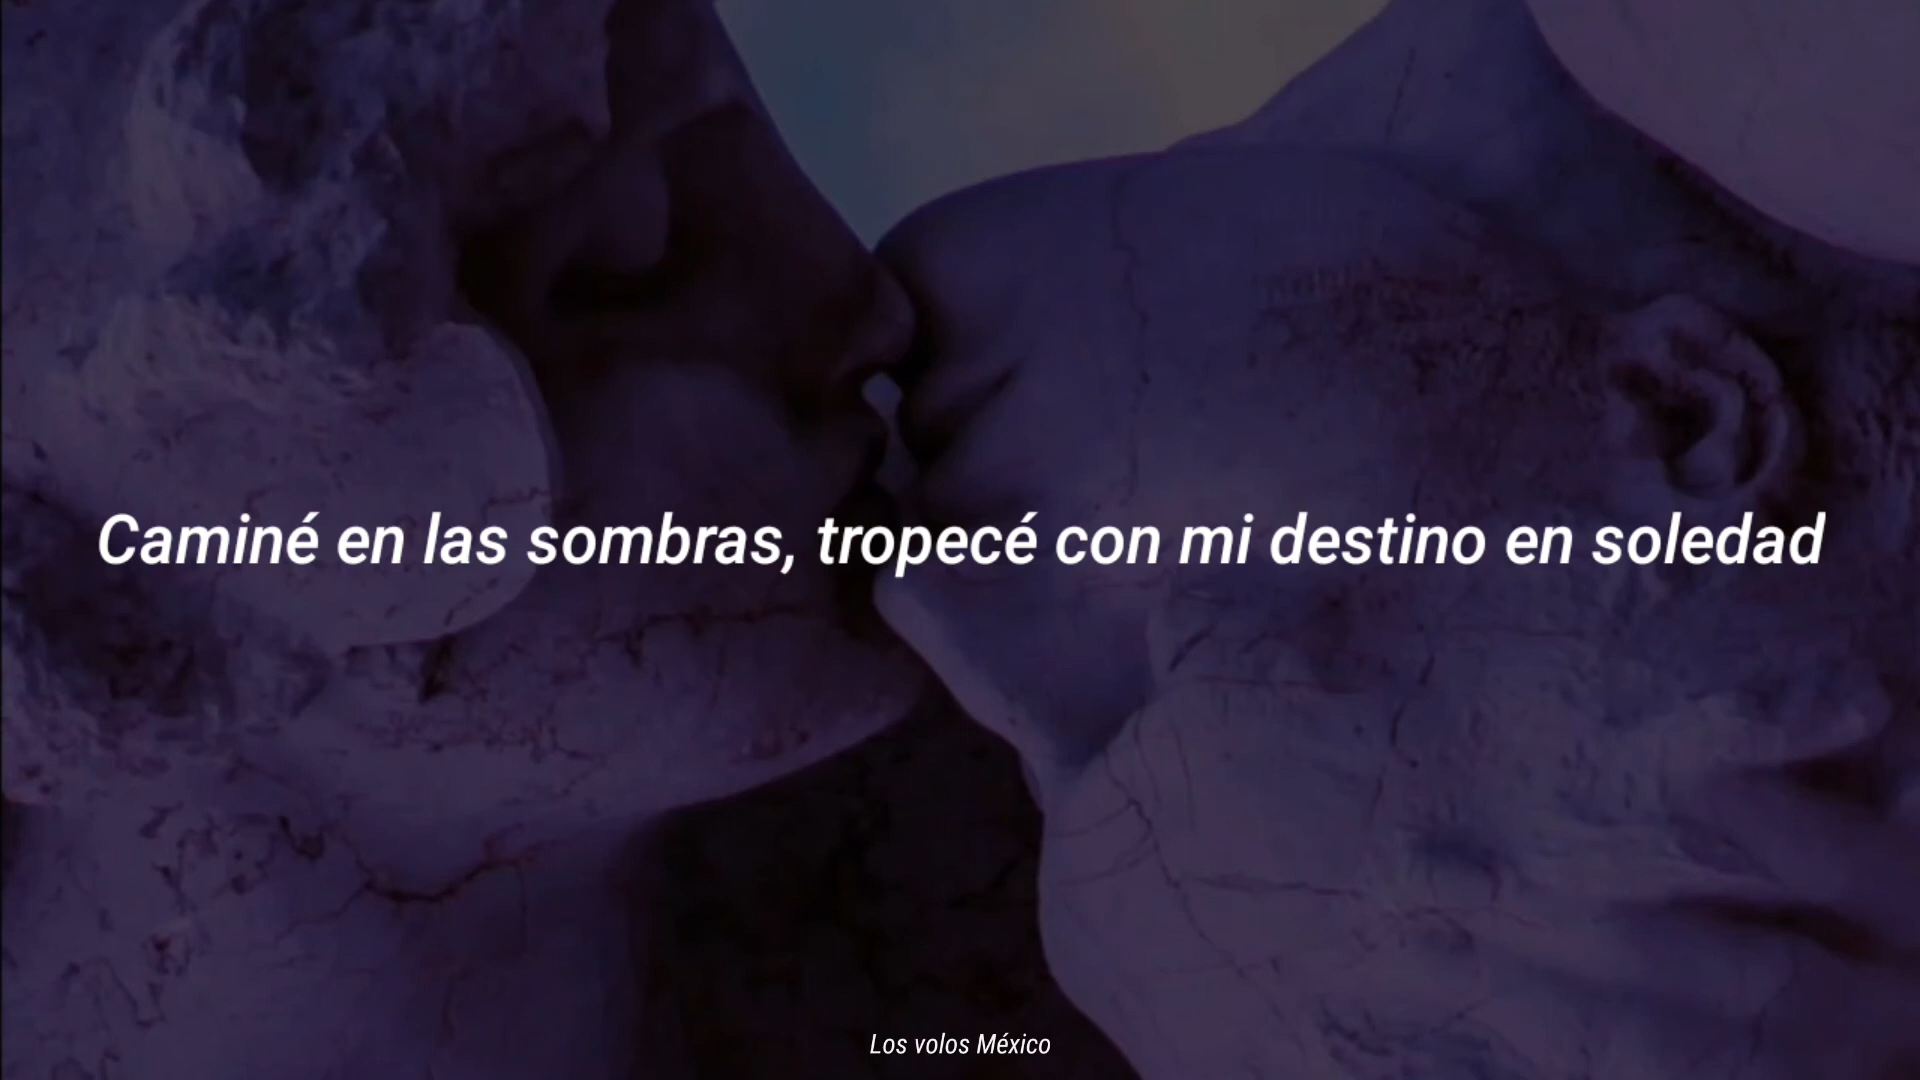 Caminé en las sombras, tropecé con mi destino en soledad
Los volos México